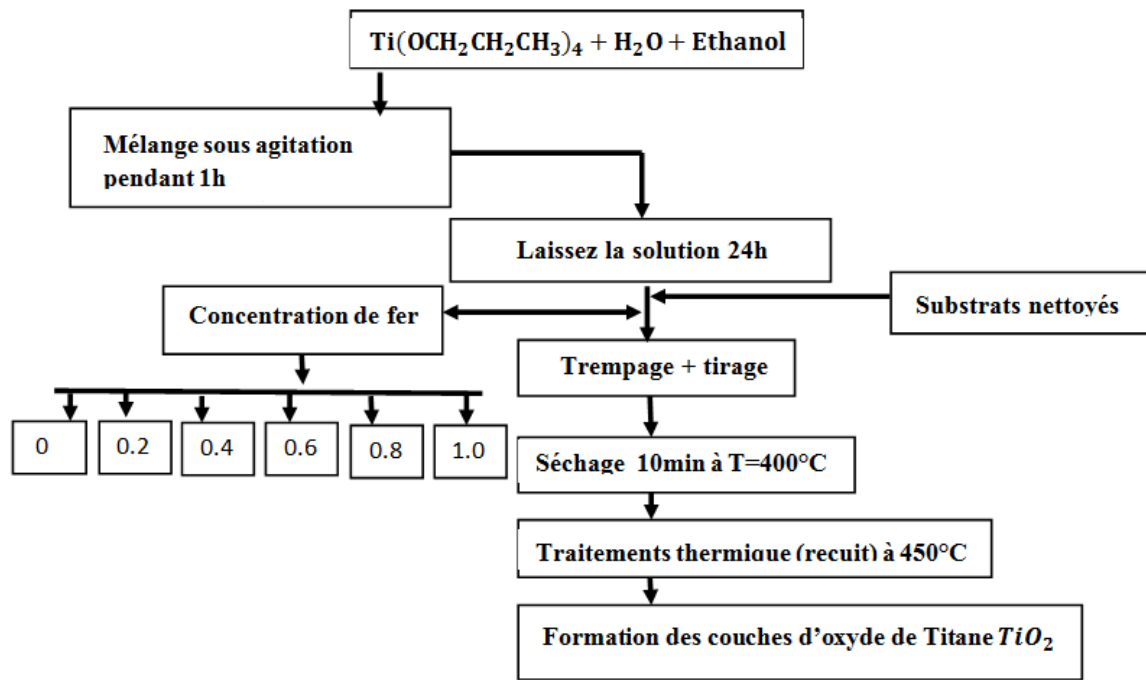 Ti(OCH₂CH₂CH₃)₄ + H₂O + Ethanol
Mélange sous agitation
pendant 1h
Laissez la solution 24h
Concentration de fer
Substrats nettoyés
Trempage + tirage
0
0.2
0.4
0.6
0.8
1.0
Séchage 10min à T=400°C
Traitements thermique (recuit) à 450°C
Formation des couches d'oxyde de Titane TiO₂